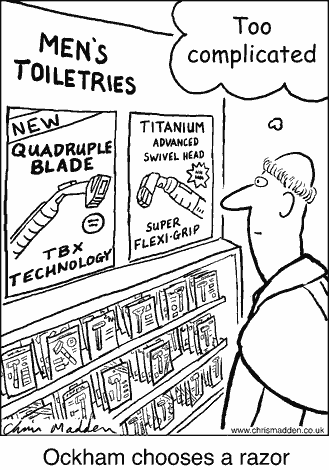 Too
complicated
MEN'S
TOILETRIES
NEW
QUADRUPLE
BLADE
TBX
TECHNOLOGY
TITANIUM
ADVANCED
SWIVEL HEAD
SUPER
FLEXI-GRIP
Chris Madden
www.chrismadden.co.uk
Ockham chooses a razor